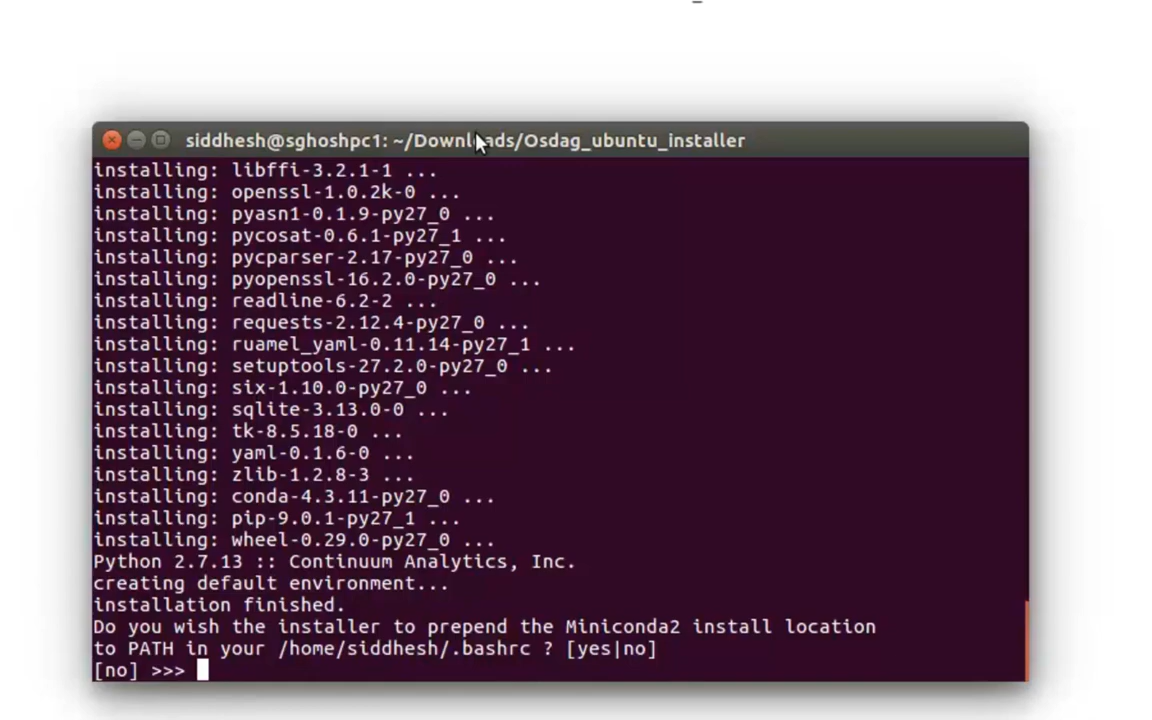 siddhesh@sghoshpc1: ~/Downloads/Osdag_ubuntu_installer
installing: libffi-3.2.1-1 ...
installing: openssl-1.0.2k-0 ...
installing: pyasn1-0.1.9-py27_0 ...
installing: pycosat-0.6.1-py27_1 ...
installing: pycparser-2.17-py27_0 ...
installing: pyopenssl-16.2.0-py27_0 ...
installing: readline-6.2-2 ...
installing: requests-2.12.4-py27_0 ...
installing: ruamel_yaml-0.11.14-py27_1 ...
installing: setuptools-27.2.0-py27_0 ...
installing: six-1.10.0-py27_0 ...
installing: sqlite-3.13.0-0 ...
installing: tk-8.5.18-0 ...
installing: yaml-0.1.6-0 ...
installing: zlib-1.2.8-3 ...
installing: conda-4.3.11-py27_0 ...
installing: pip-9.0.1-py27_1 ...
installing: wheel-0.29.0-py27_0 ...
Python 2.7.13 :: Continuum Analytics, Inc.
creating default environment...
installation finished.
Do you wish the installer to prepend the Miniconda2 install location
to PATH in your /home/siddhesh/.bashrc ? [yes|no]
[no] >>>